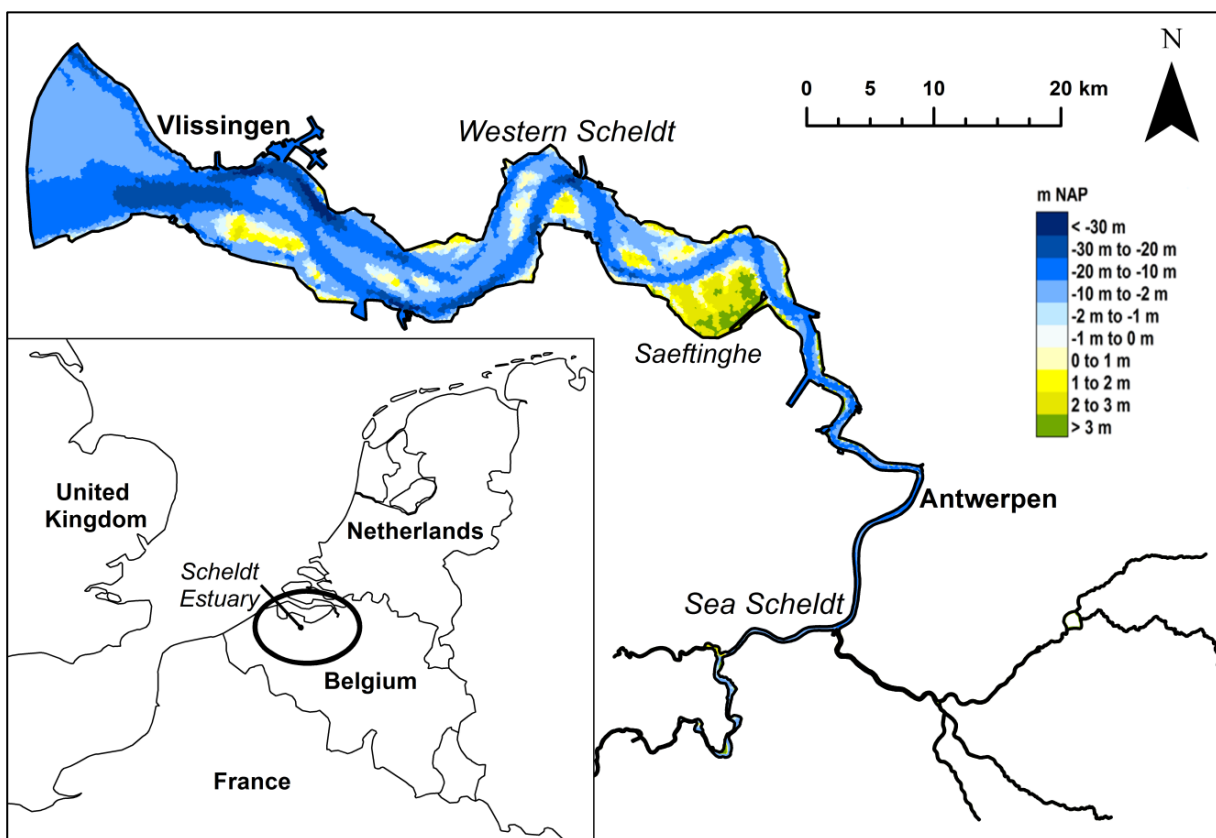 N
0 5 10 20 km
Vlissingen
Western Scheldt
m NAP
< -30 m
-30 m to -20 m
-20 m to -10 m
-10 m to -2 m
-2 m to -1 m
-1 m to 0 m
0 to 1 m
1 to 2 m
2 to 3 m
> 3 m
Saeftinghe
Antwerpen
Sea Scheldt
United
Kingdom
Netherlands
Scheldt
Estuary
Belgium
France